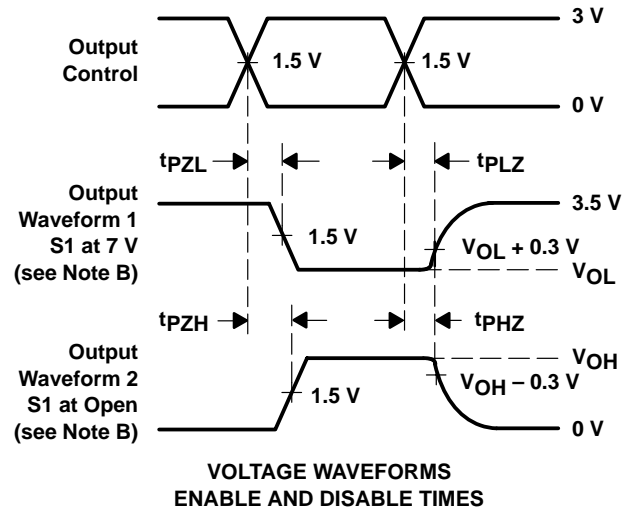 3 V
Output
Control
1.5 V
1.5 V
0 V
tPZL
tPLZ
Output
Waveform 1
S1 at 7 V
(see Note B)
3.5 V
1.5 V
VOL + 0.3 V
VOL
tPZH
tPHZ
Output
Waveform 2
S1 at Open
(see Note B)
VOH
1.5 V
VOH – 0.3 V
0 V
VOLTAGE WAVEFORMS
ENABLE AND DISABLE TIMES